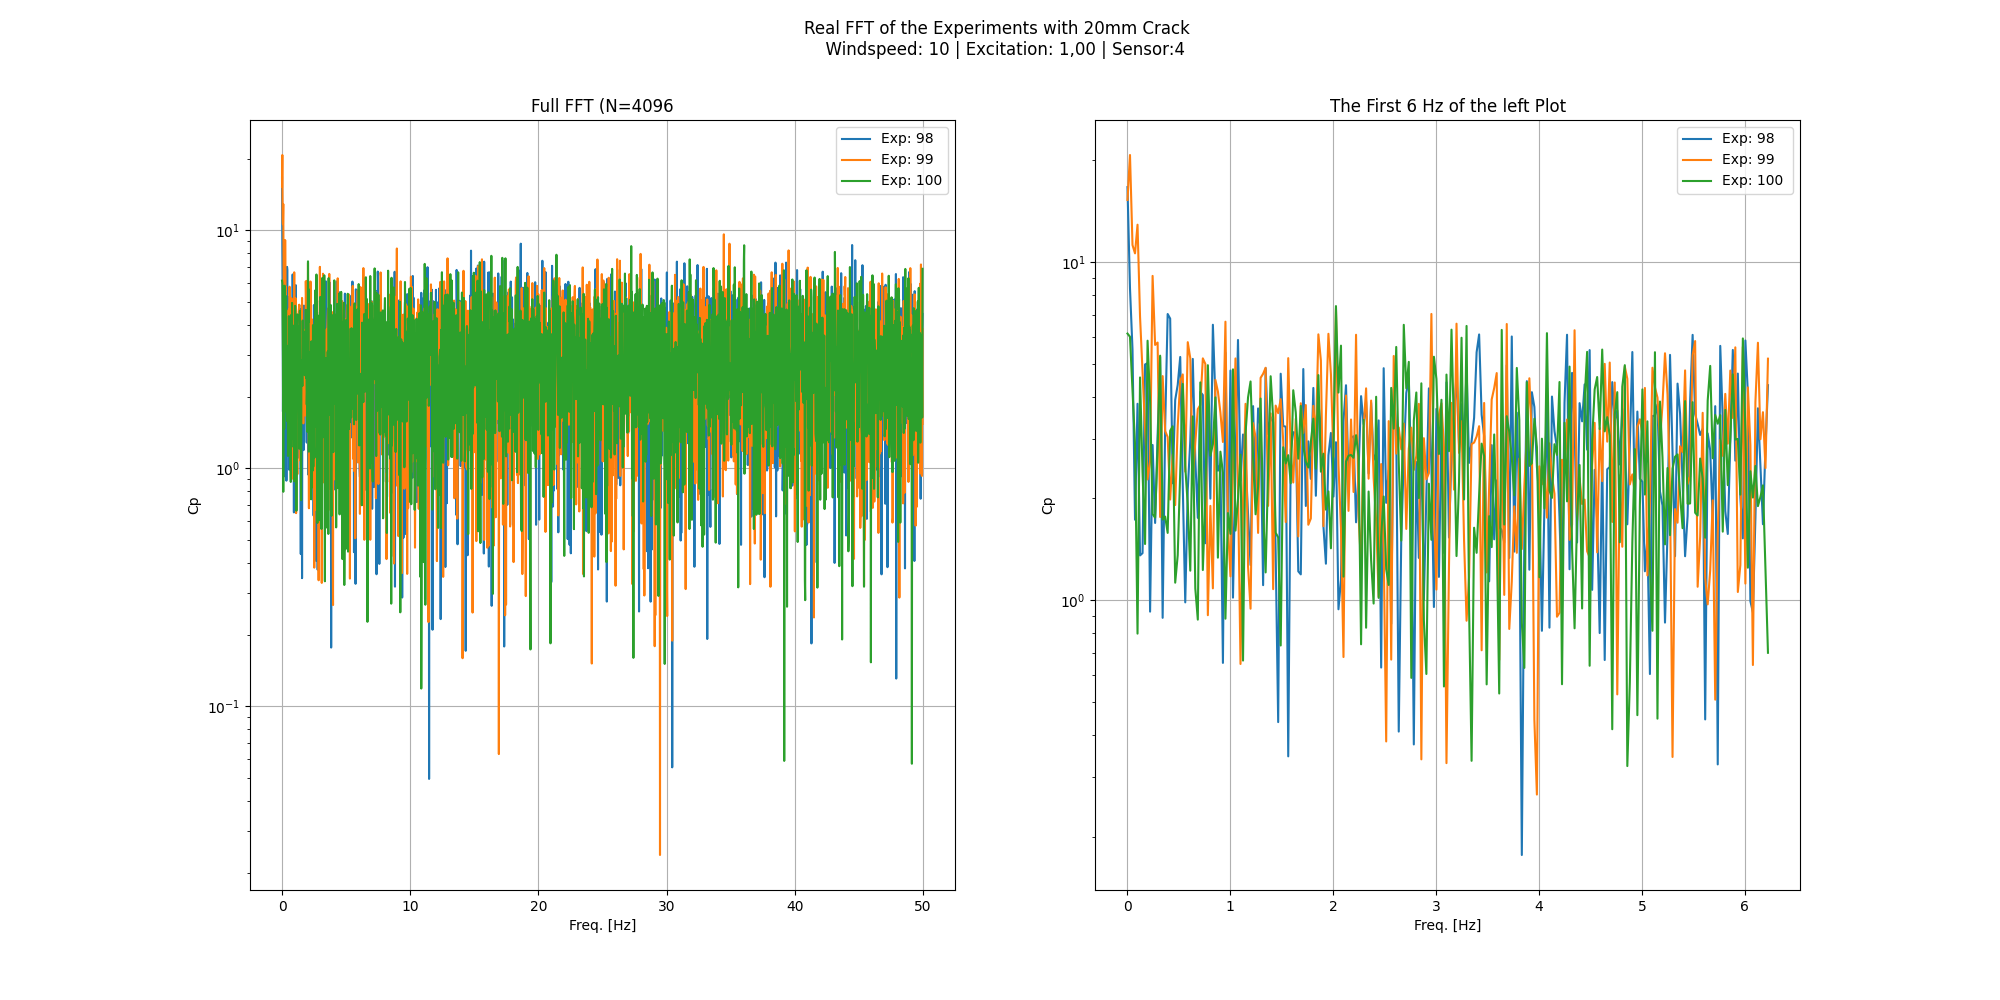 Real FFT of the Experiments with 20mm Crack
Windspeed: 10 | Excitation: 1,00 | Sensor:4
Full FFT (N=4096
Exp: 98
Exp: 99
Exp: 100
10¹
10⁰
10⁻¹
Cp
0 10 20 30 40 50
Freq. [Hz]
The First 6 Hz of the left Plot
Exp: 98
Exp: 99
Exp: 100
10¹
10⁰
Cp
0 1 2 3 4 5 6
Freq. [Hz]